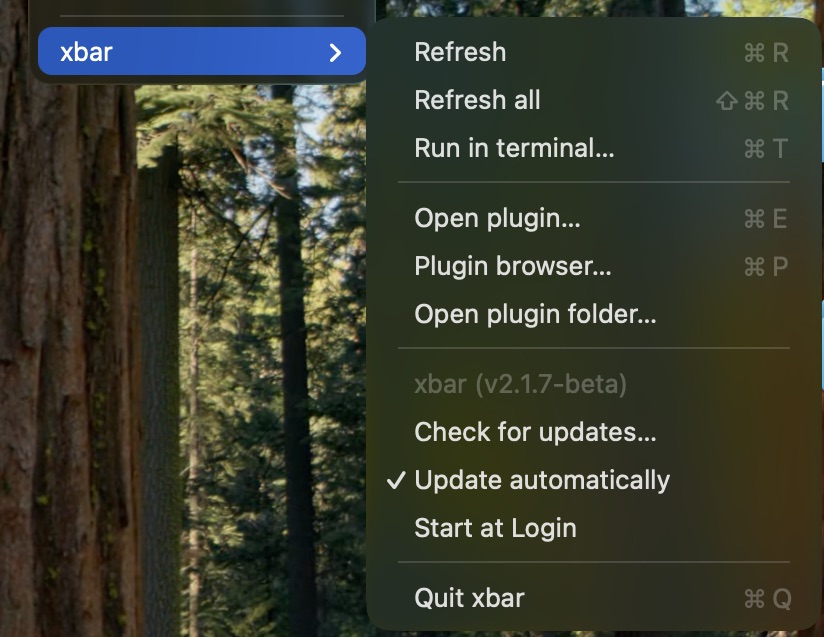 xbar
Refresh ⌘ R
Refresh all ⇧ ⌘ R
Run in terminal... ⌘ T
Open plugin... ⌘ E
Plugin browser... ⌘ P
Open plugin folder...
xbar (v2.1.7-beta)
Check for updates...
✓ Update automatically
Start at Login
Quit xbar ⌘ Q